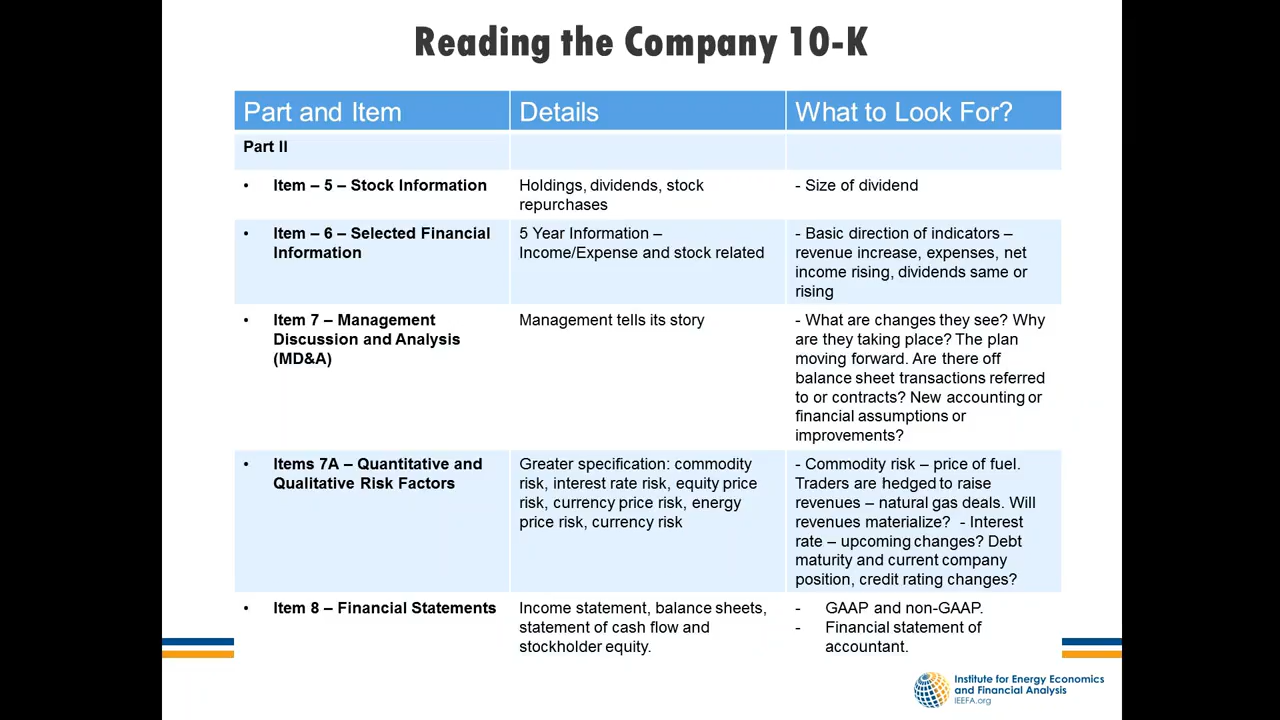 Reading the Company 10-K
Part and Item
Details
What to Look For?
Part II
• Item – 5 – Stock Information
Holdings, dividends, stock
repurchases
- Size of dividend
• Item – 6 – Selected Financial
Information
5 Year Information –
Income/Expense and stock related
- Basic direction of indicators –
revenue increase, expenses, net
income rising, dividends same or
rising
• Item 7 – Management
Discussion and Analysis
(MD&A)
Management tells its story
- What are changes they see? Why
are they taking place? The plan
moving forward. Are there off
balance sheet transactions referred
to or contracts? New accounting or
financial assumptions or
improvements?
• Items 7A – Quantitative and
Qualitative Risk Factors
Greater specification: commodity
risk, interest rate risk, equity price
risk, currency price risk, energy
price risk, currency risk
- Commodity risk – price of fuel.
Traders are hedged to raise
revenues – natural gas deals. Will
revenues materialize? - Interest
rate – upcoming changes? Debt
maturity and current company
position, credit rating changes?
• Item 8 – Financial Statements
Income statement, balance sheets,
statement of cash flow and
stockholder equity.
- GAAP and non-GAAP.
- Financial statement of
accountant.
Institute for Energy Economics
and Financial Analysis
IEEFA.org